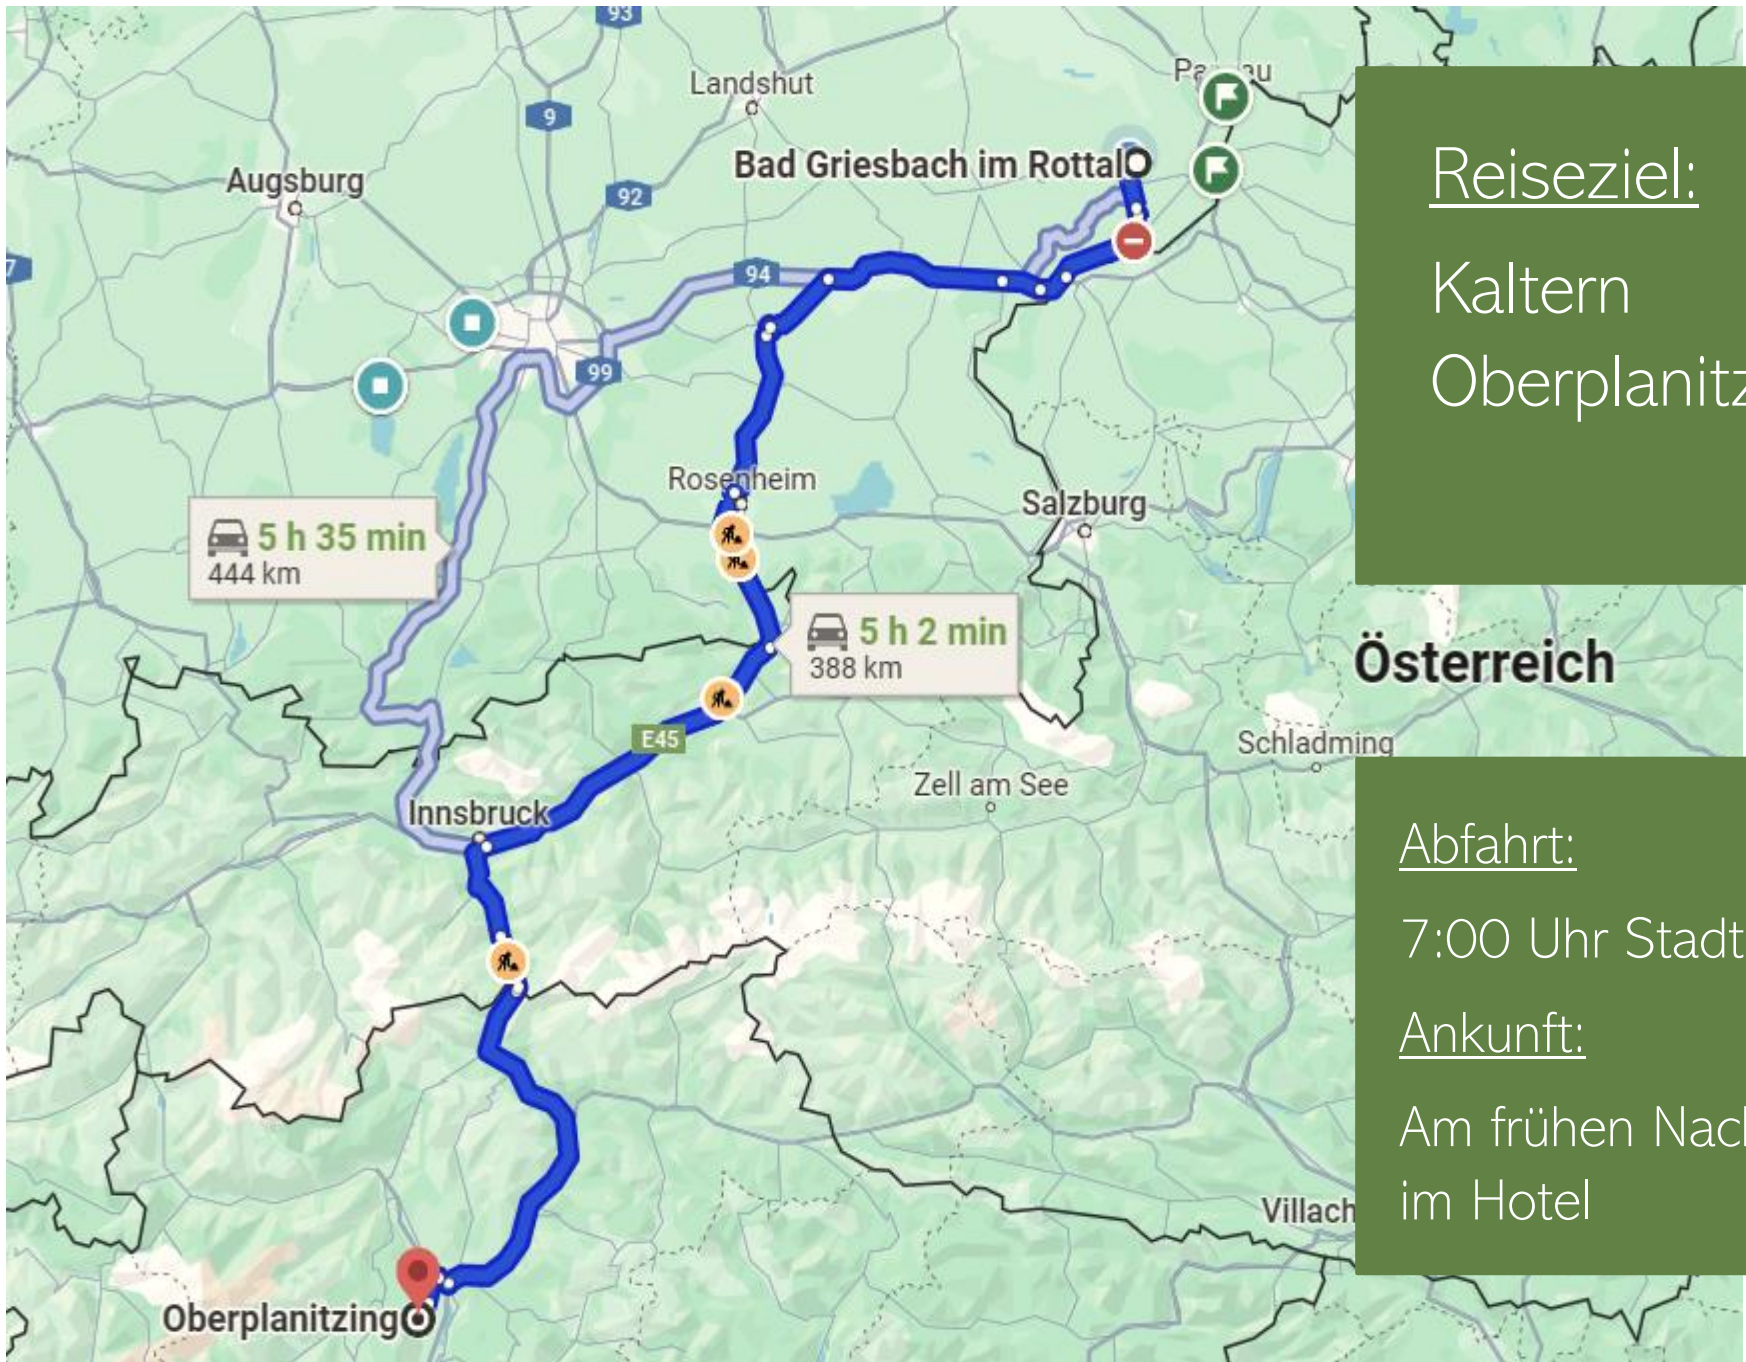 93
Landshut
Passau
9
Bad Griesbach im Rottal
Augsburg
92
7
94
99
Rosenheim
Salzburg
5 h 35 min
444 km
5 h 2 min
388 km
Österreich
E45
Schladming
Zell am See
Innsbruck
Villach
Oberplanitzing
Reiseziel:
Kaltern
Oberplanitz
Abfahrt:
7:00 Uhr Stadt
Ankunft:
Am frühen Nac
im Hotel